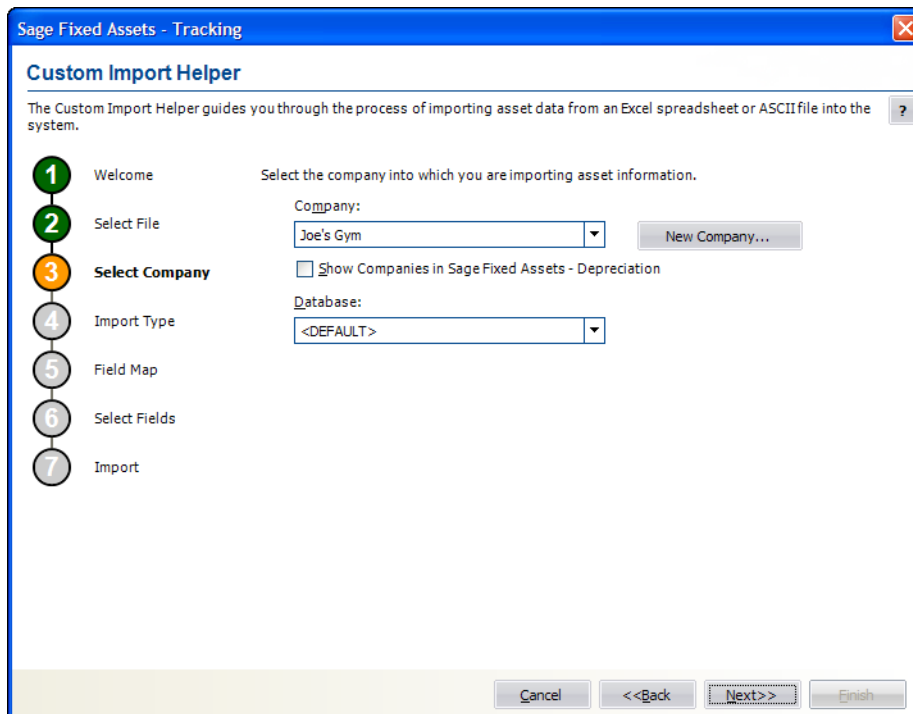 Sage Fixed Assets - Tracking
Custom Import Helper
The Custom Import Helper guides you through the process of importing asset data from an Excel spreadsheet or ASCII file into the
system.
?
1 Welcome
Select the company into which you are importing asset information.
Company:
2 Select File
Joe's Gym
New Company...
3 Select Company
Show Companies in Sage Fixed Assets - Depreciation
Database:
4 Import Type
<DEFAULT>
5 Field Map
6 Select Fields
7 Import
Cancel
<<Back
Next>>
Finish